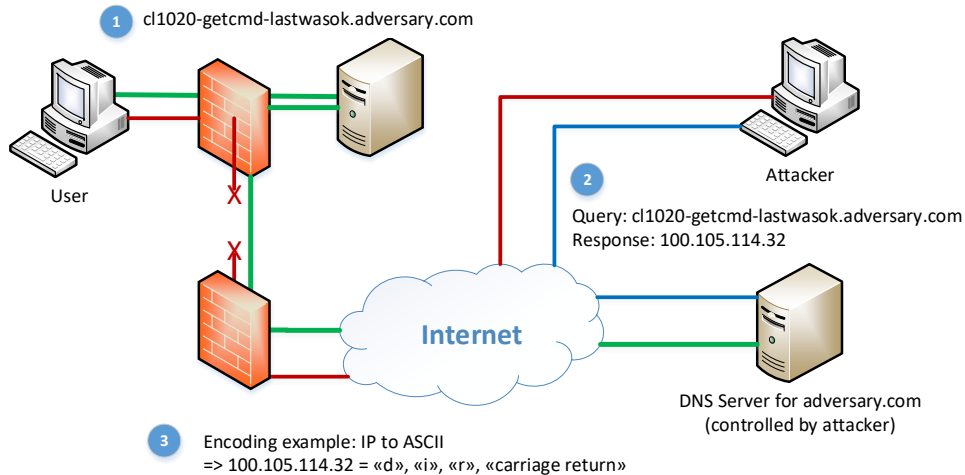 1 cl1020-getcmd-lastwasok.adversary.com
User
X
X
Attacker
2
Query: cl1020-getcmd-lastwasok.adversary.com
Response: 100.105.114.32
Internet
DNS Server for adversary.com
(controlled by attacker)
3 Encoding example: IP to ASCII
=> 100.105.114.32 = «d», «i», «r», «carriage return»